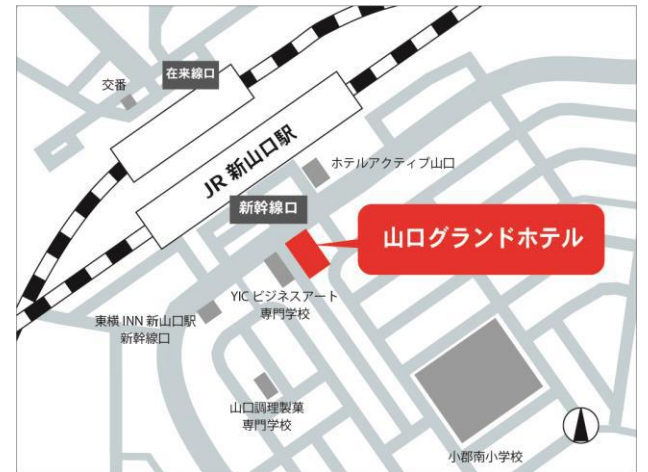 在来線口
交番
JR 新山口駅
ホテルアクティブ山口
新幹線口
山口グランドホテル
YIC ビジネスアート
専門学校
東横 INN 新山口駅
新幹線口
山口調理製菓
専門学校
小郡南小学校